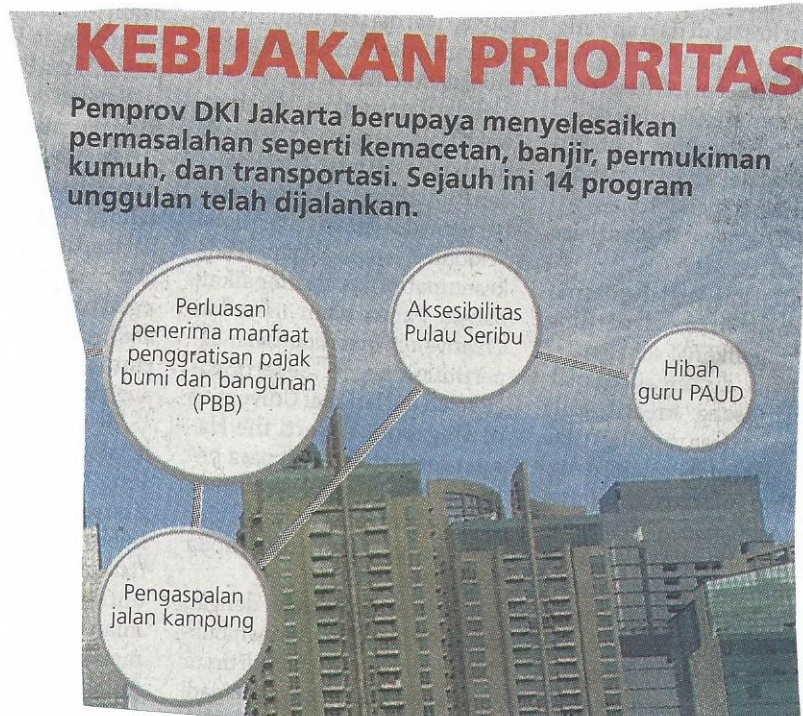 KEBIJAKAN PRIORITAS
Pemprov DKI Jakarta berupaya menyelesaikan
permasalahan seperti kemacetan, banjir, permukiman
kumuh, dan transportasi. Sejauh ini 14 program
unggulan telah dijalankan.
Perluasan
penerima manfaat
penggratisan pajak
bumi dan bangunan
(PBB)
Aksesibilitas
Pulau Seribu
Hibah
guru PAUD
Pengaspalan
jalan kampung